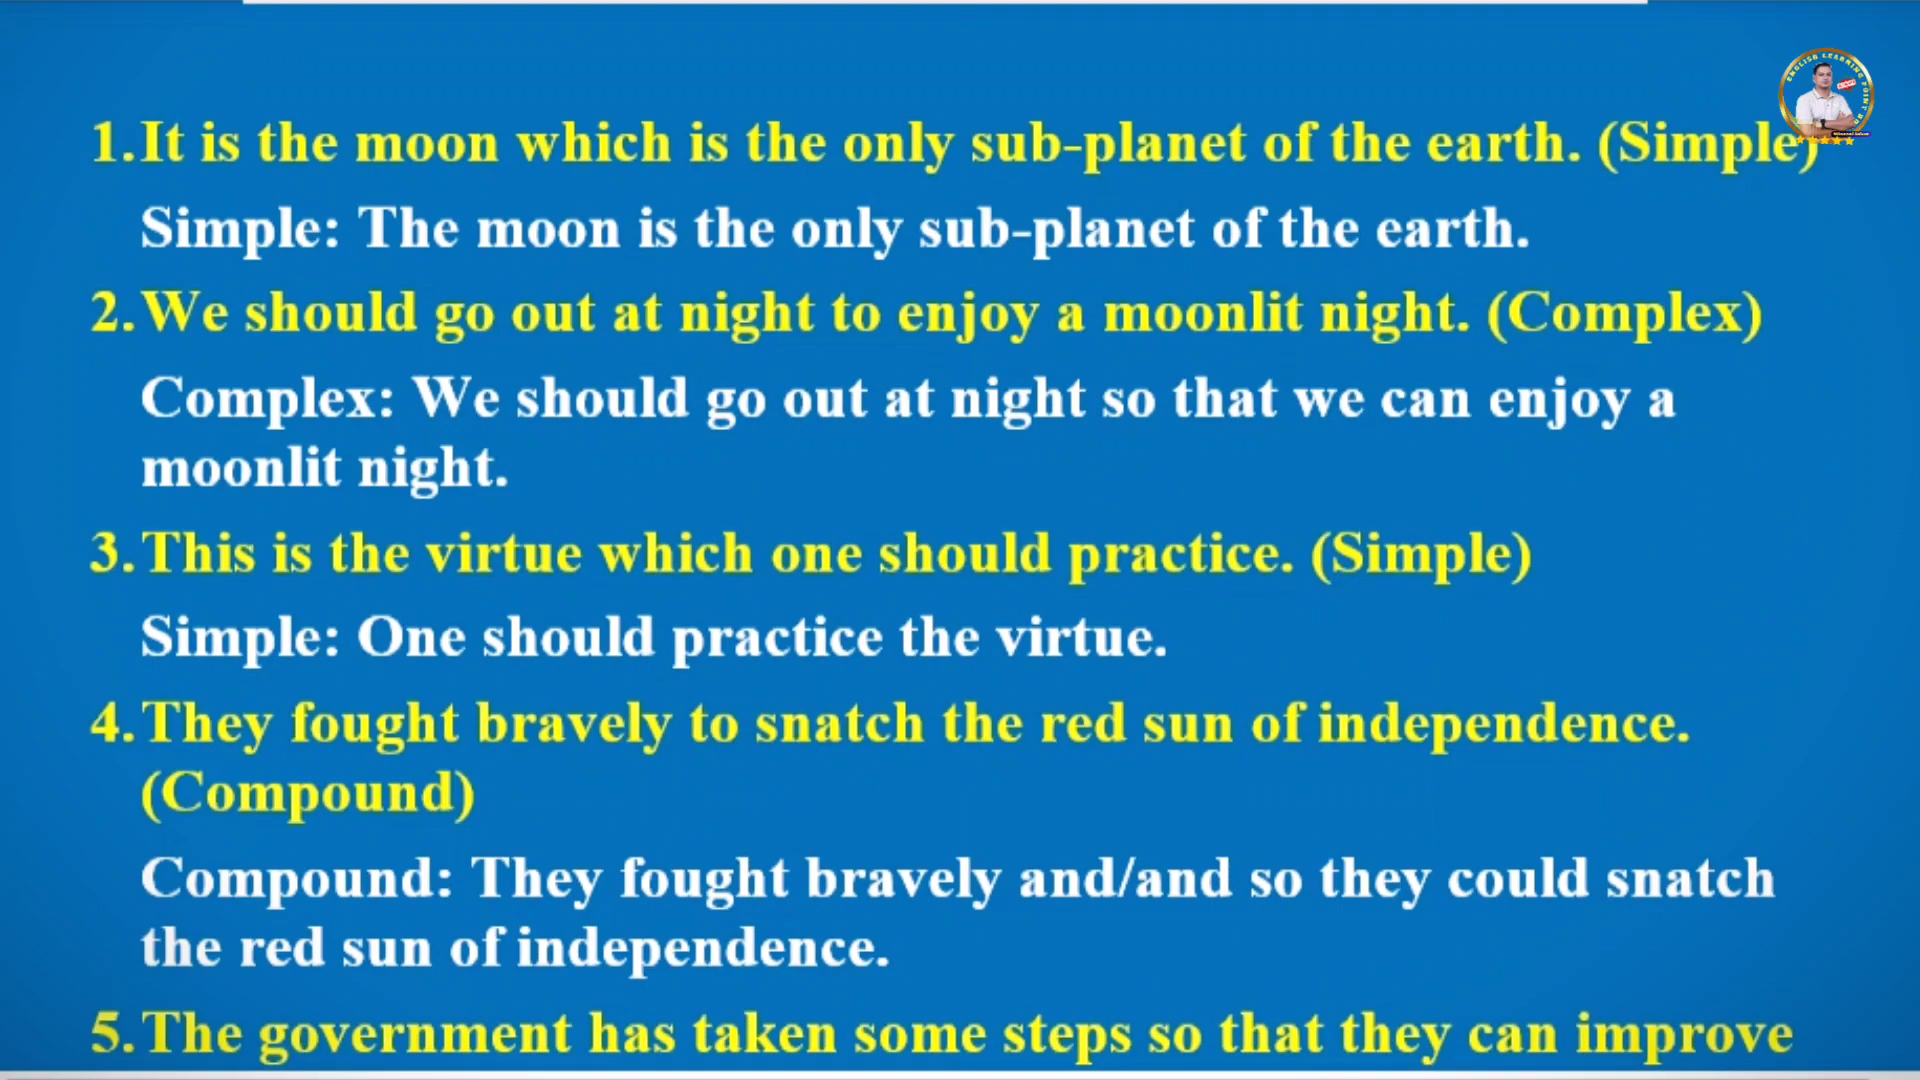 1.It is the moon which is the only sub-planet of the earth. (Simple)
Simple: The moon is the only sub-planet of the earth.
2.We should go out at night to enjoy a moonlit night. (Complex)
Complex: We should go out at night so that we can enjoy a
moonlit night.
3.This is the virtue which one should practice. (Simple)
Simple: One should practice the virtue.
4.They fought bravely to snatch the red sun of independence.
(Compound)
Compound: They fought bravely and/and so they could snatch
the red sun of independence.
5.The government has taken some steps so that they can improve
ENGLISH LEARNING POINT